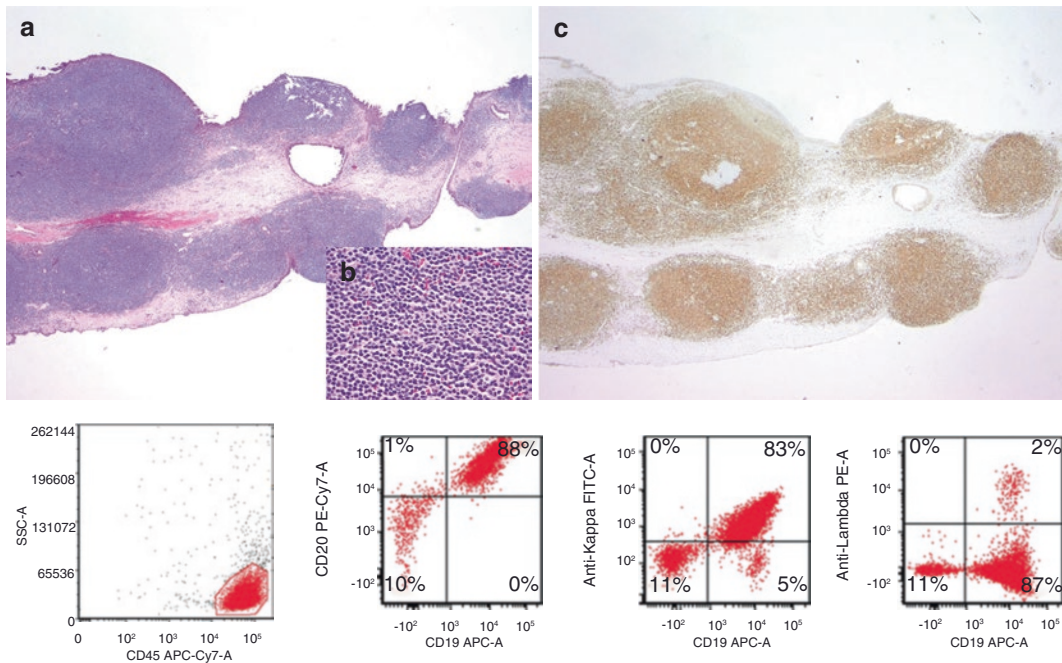 a
c
b
262144
196608
131072
65536
0
SSC-A
0 10² 10³ 10⁴ 10⁵
CD45 APC-Cy7-A
1% 88%
10⁵
10⁴
10³
-10²
10% 0%
CD20 PE-Cy7-A
-10² 10³ 10⁴ 10⁵
CD19 APC-A
0% 83%
10⁵
10⁴
10³
10²
11% 5%
Anti-Kappa FITC-A
-10² 10³ 10⁴ 10⁵
CD19 APC-A
0% 2%
10⁵
10⁴
10³
-10²
11% 87%
Anti-Lambda PE-A
-10² 10³ 10⁴ 10⁵
CD19 APC-A